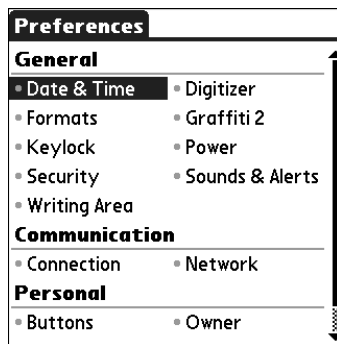 Preferences
General
Date & Time
Digitizer
Formats
Graffiti 2
Keylock
Power
Security
Sounds & Alerts
Writing Area
Communication
Connection
Network
Personal
Buttons
Owner